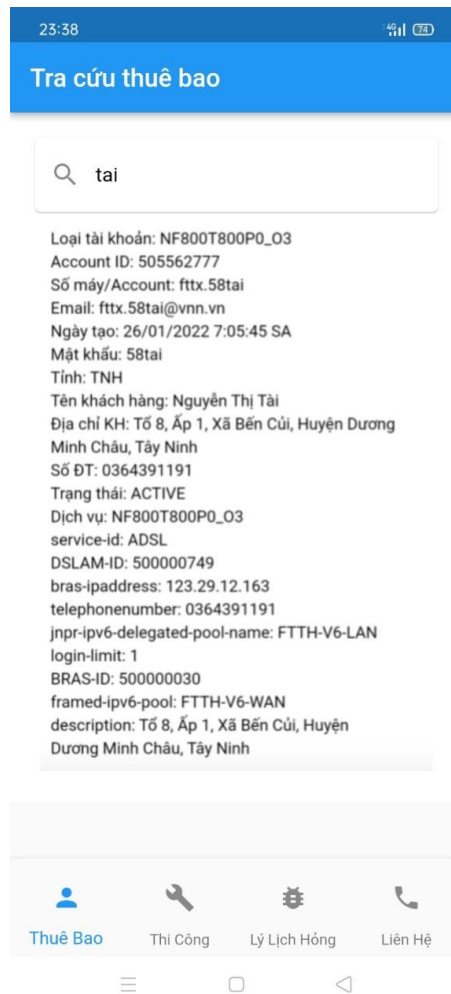 23:38
4G 74
Tra cứu thuê bao
tai
Loại tài khoản: NF800T800P0_O3
Account ID: 505562777
Số máy/Account: fttx.58tai
Email: fttx.58tai@vnn.vn
Ngày tạo: 26/01/2022 7:05:45 SA
Mật khẩu: 58tai
Tỉnh: TNH
Tên khách hàng: Nguyễn Thị Tài
Địa chỉ KH: Tổ 8, Ấp 1, Xã Bến Củi, Huyện Dương
Minh Châu, Tây Ninh
Số ĐT: 0364391191
Trạng thái: ACTIVE
Dịch vụ: NF800T800P0_O3
service-id: ADSL
DSLAM-ID: 500000749
bras-ipaddress: 123.29.12.163
telephonenumber: 0364391191
jnpr-ipv6-delegated-pool-name: FTTH-V6-LAN
login-limit: 1
BRAS-ID: 500000030
framed-ipv6-pool: FTTH-V6-WAN
description: Tổ 8, Ấp 1, Xã Bến Củi, Huyện
Dương Minh Châu, Tây Ninh
Thuê Bao Thi Công Lý Lịch Hỏng Liên Hệ